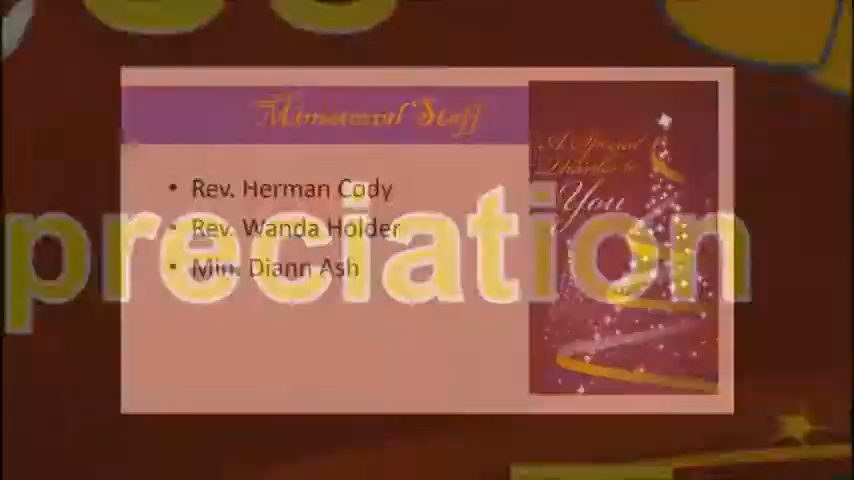 Ministerial Staff
• Rev. Herman Cody
• Rev. Wanda Holder
• Min. Diann Ash
A Special
Thanks to
You
preciation